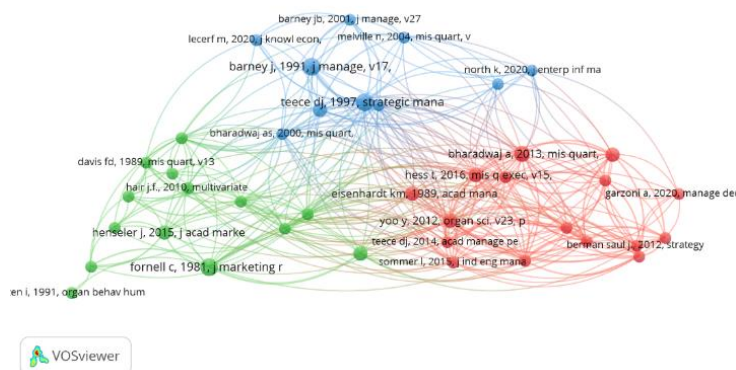 barney jb, 2001, j manage, v27
lecerf m, 2020, j knowl econ,
melville n, 2004, mis quart, v
barney j, 1991, j manage, v17,
north k, 2020, j enterp inf ma
teece dj, 1997, strategic mana
bharadwaj as, 2000, mis quart,
davis fd, 1989, mis quart, v13
bharadwaj a, 2013, mis quart,
hess t, 2016, mis q exec, v15,
hair j.f., 2010, multivariate
eisenhardt km, 1989, acad mana
garzoni a, 2020, manage dec
yoo y, 2012, organ sci. v23, p
henseler j, 2015, j acad marke
teece dj, 2014, acad manage pe
berman saul j., 2012, strategy
sommer l, 2015, j ind eng mana
fornell c, 1981, j marketing r
en i, 1991, organ behav hum
VOSviewer